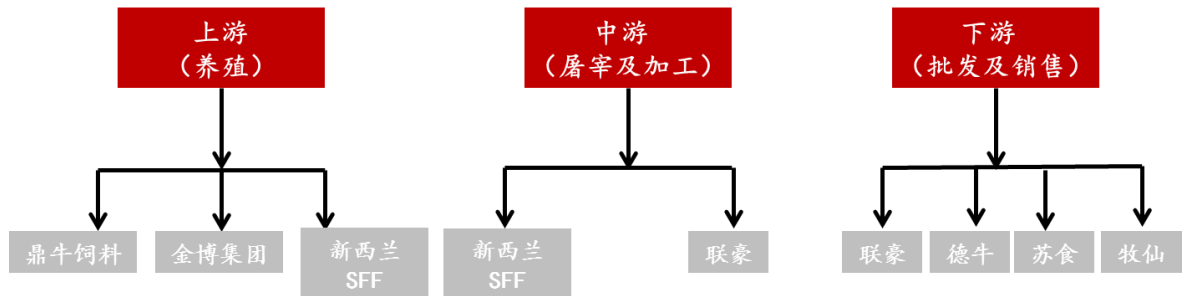 上游
（养殖）
中游
（屠宰及加工）
下游
（批发及销售）
鼎牛饲料
金博集团
新西兰
SFF
新西兰
SFF
联豪
联豪
德牛
苏食
牧仙